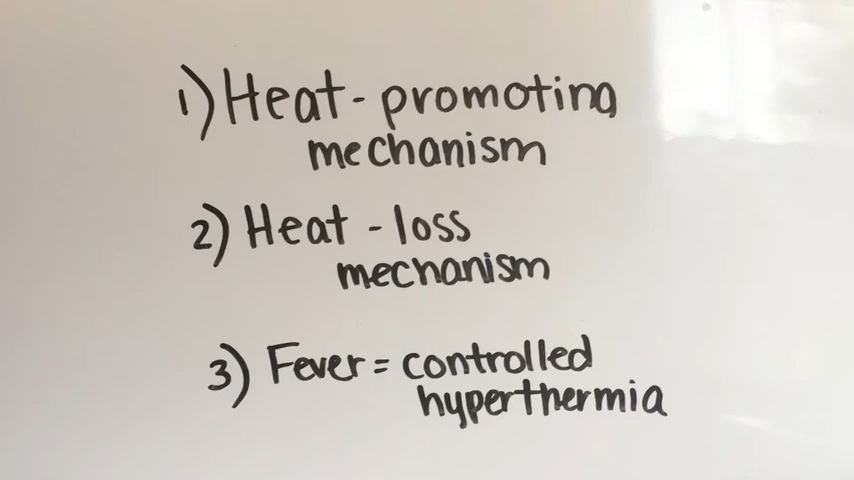 1) Heat - promoting
mechanism
2) Heat - loss
mechanism
3) Fever = controlled
hyperthermia